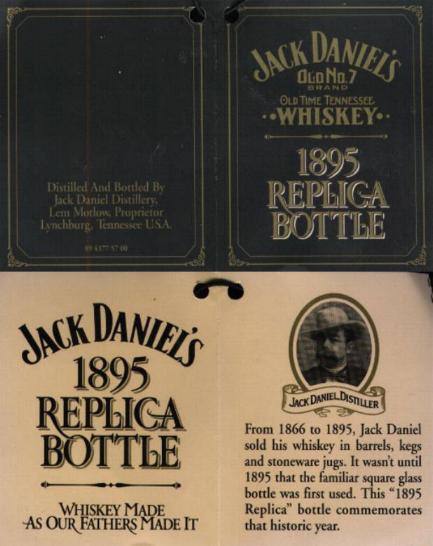 Distilled And Bottled By
Jack Daniel Distillery,
Lem Motlow, Proprietor
Lynchburg, Tennessee U.S.A.
JACK DANIEL'S
OLD No. 7
BRAND
OLD TIME TENNESSEE
•WHISKEY•
1895
REPLICA
BOTTLE
JACK DANIEL'S
1895
REPLICA
BOTTLE
WHISKEY MADE
AS OUR FATHERS MADE IT
JACK DANIEL, DISTILLER
From 1866 to 1895, Jack Daniel
sold his whiskey in barrels, kegs
and stoneware jugs. It wasn't until
1895 that the familiar square glass
bottle was first used. This "1895
Replica" bottle commemorates
that historic year.